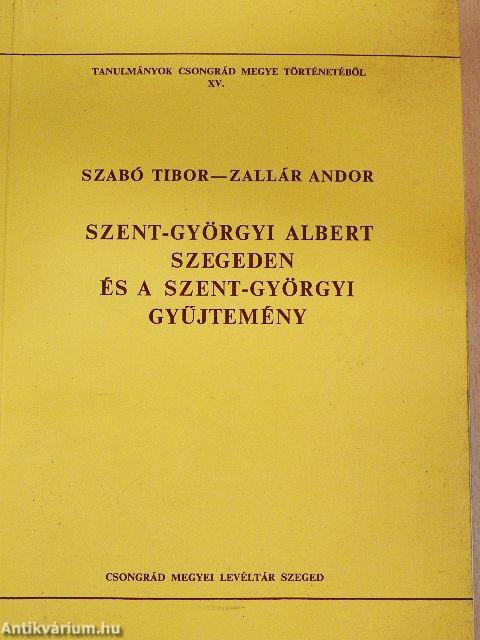 TANULMÁNYOK CSONGRÁD MEGYE TÖRTÉNETÉBŐL
XV.
SZABÓ TIBOR—ZALLÁR ANDOR
SZENT-GYÖRGYI ALBERT
SZEGEDEN
ÉS A SZENT-GYÖRGYI
GYŰJTEMÉNY
CSONGRÁD MEGYEI LEVÉLTÁR SZEGED
Antikvárium.hu